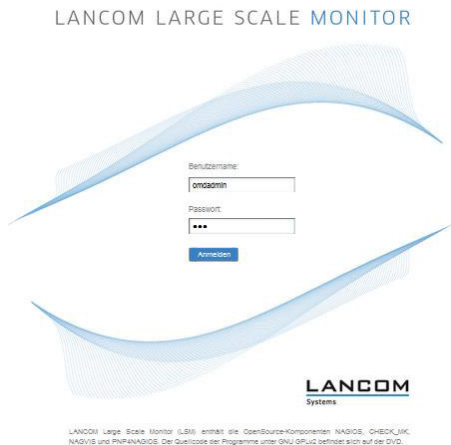 LANCOM LARGE SCALE MONITOR
Benutzername:
omdadmin
Passwort:
●●●
Anmelden
LANCOM
Systems
LANCOM Large Scale Monitor (LSM) enthält die OpenSource-Komponenten NAGIOS, CHECK_MK,
NAGVIS und PNP4NAGIOS. Der Quellcode der Programme unter GNU GPLv2 befindet sich auf der DVD.